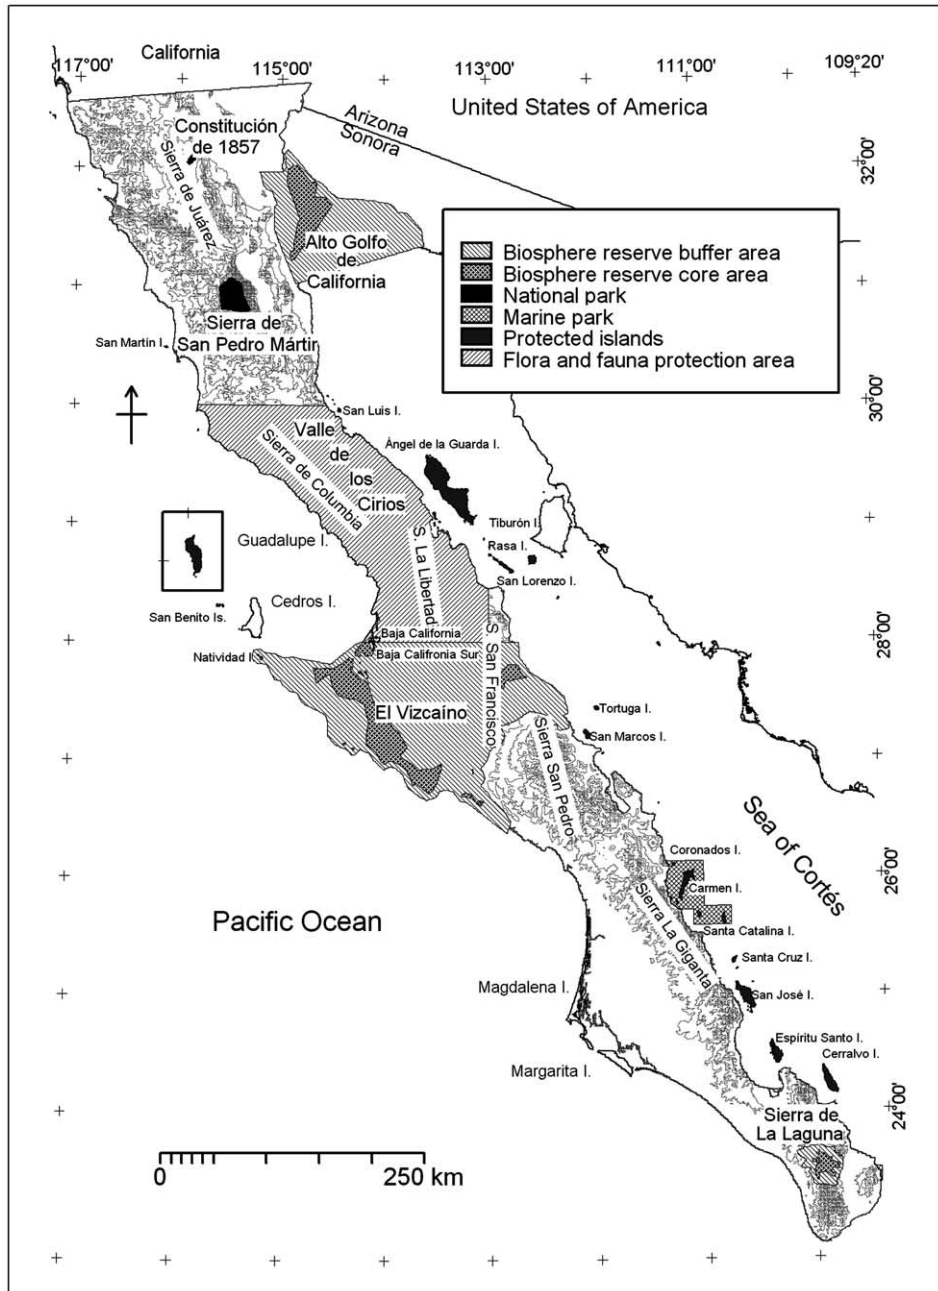 California
117°00'
115°00'
113°00'
111°00'
109°20'
United States of America
Arizona
Sonora
Constitución
de 1857
32°00'
Sierra de Juárez
Alto Golfo
de
California
Biosphere reserve buffer area
Biosphere reserve core area
National park
Marine park
Protected islands
Flora and fauna protection area
Sierra de
San Pedro Mártir
San Martín I.
30°00'
San Luis I.
Valle
de
los
Cirios
Sierra de Columbia
Ángel de la Guarda I.
Tiburón I.
Guadalupe I.
Rasa I.
San Lorenzo I.
S. La Libertad
Cedros I.
San Benito Is.
28°00'
Baja California
Baja Califronia Sur
S. San Francisco
Natividad I.
El Vizcaíno
Tortuga I.
San Marcos I.
Sierra San Pedro
Sea of Cortés
Coronados I.
26°00'
Carmen I.
Pacific Ocean
Santa Catalina I.
Sierra La Giganta
Santa Cruz I.
Magdalena I.
San José I.
Espíritu Santo I.
Cerralvo I.
Margarita I.
24°00'
Sierra de
La Laguna
0
250 km